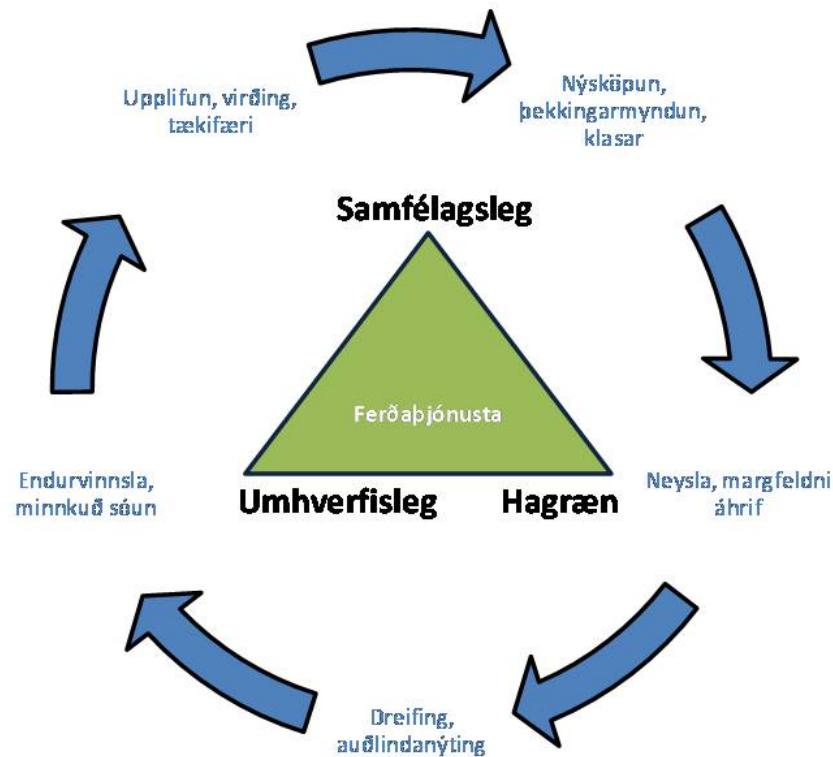 Upplifun, virðing,
tækifæri
Nýsköpun,
þekkingarmyndun,
klasar
Samfélagsleg
Ferðaþjónusta
Umhverfisleg
Hagræn
Endurvinnsla,
minnkuð sóun
Neysla, margfeldni
áhrif
Dreifing,
auðlindanýting